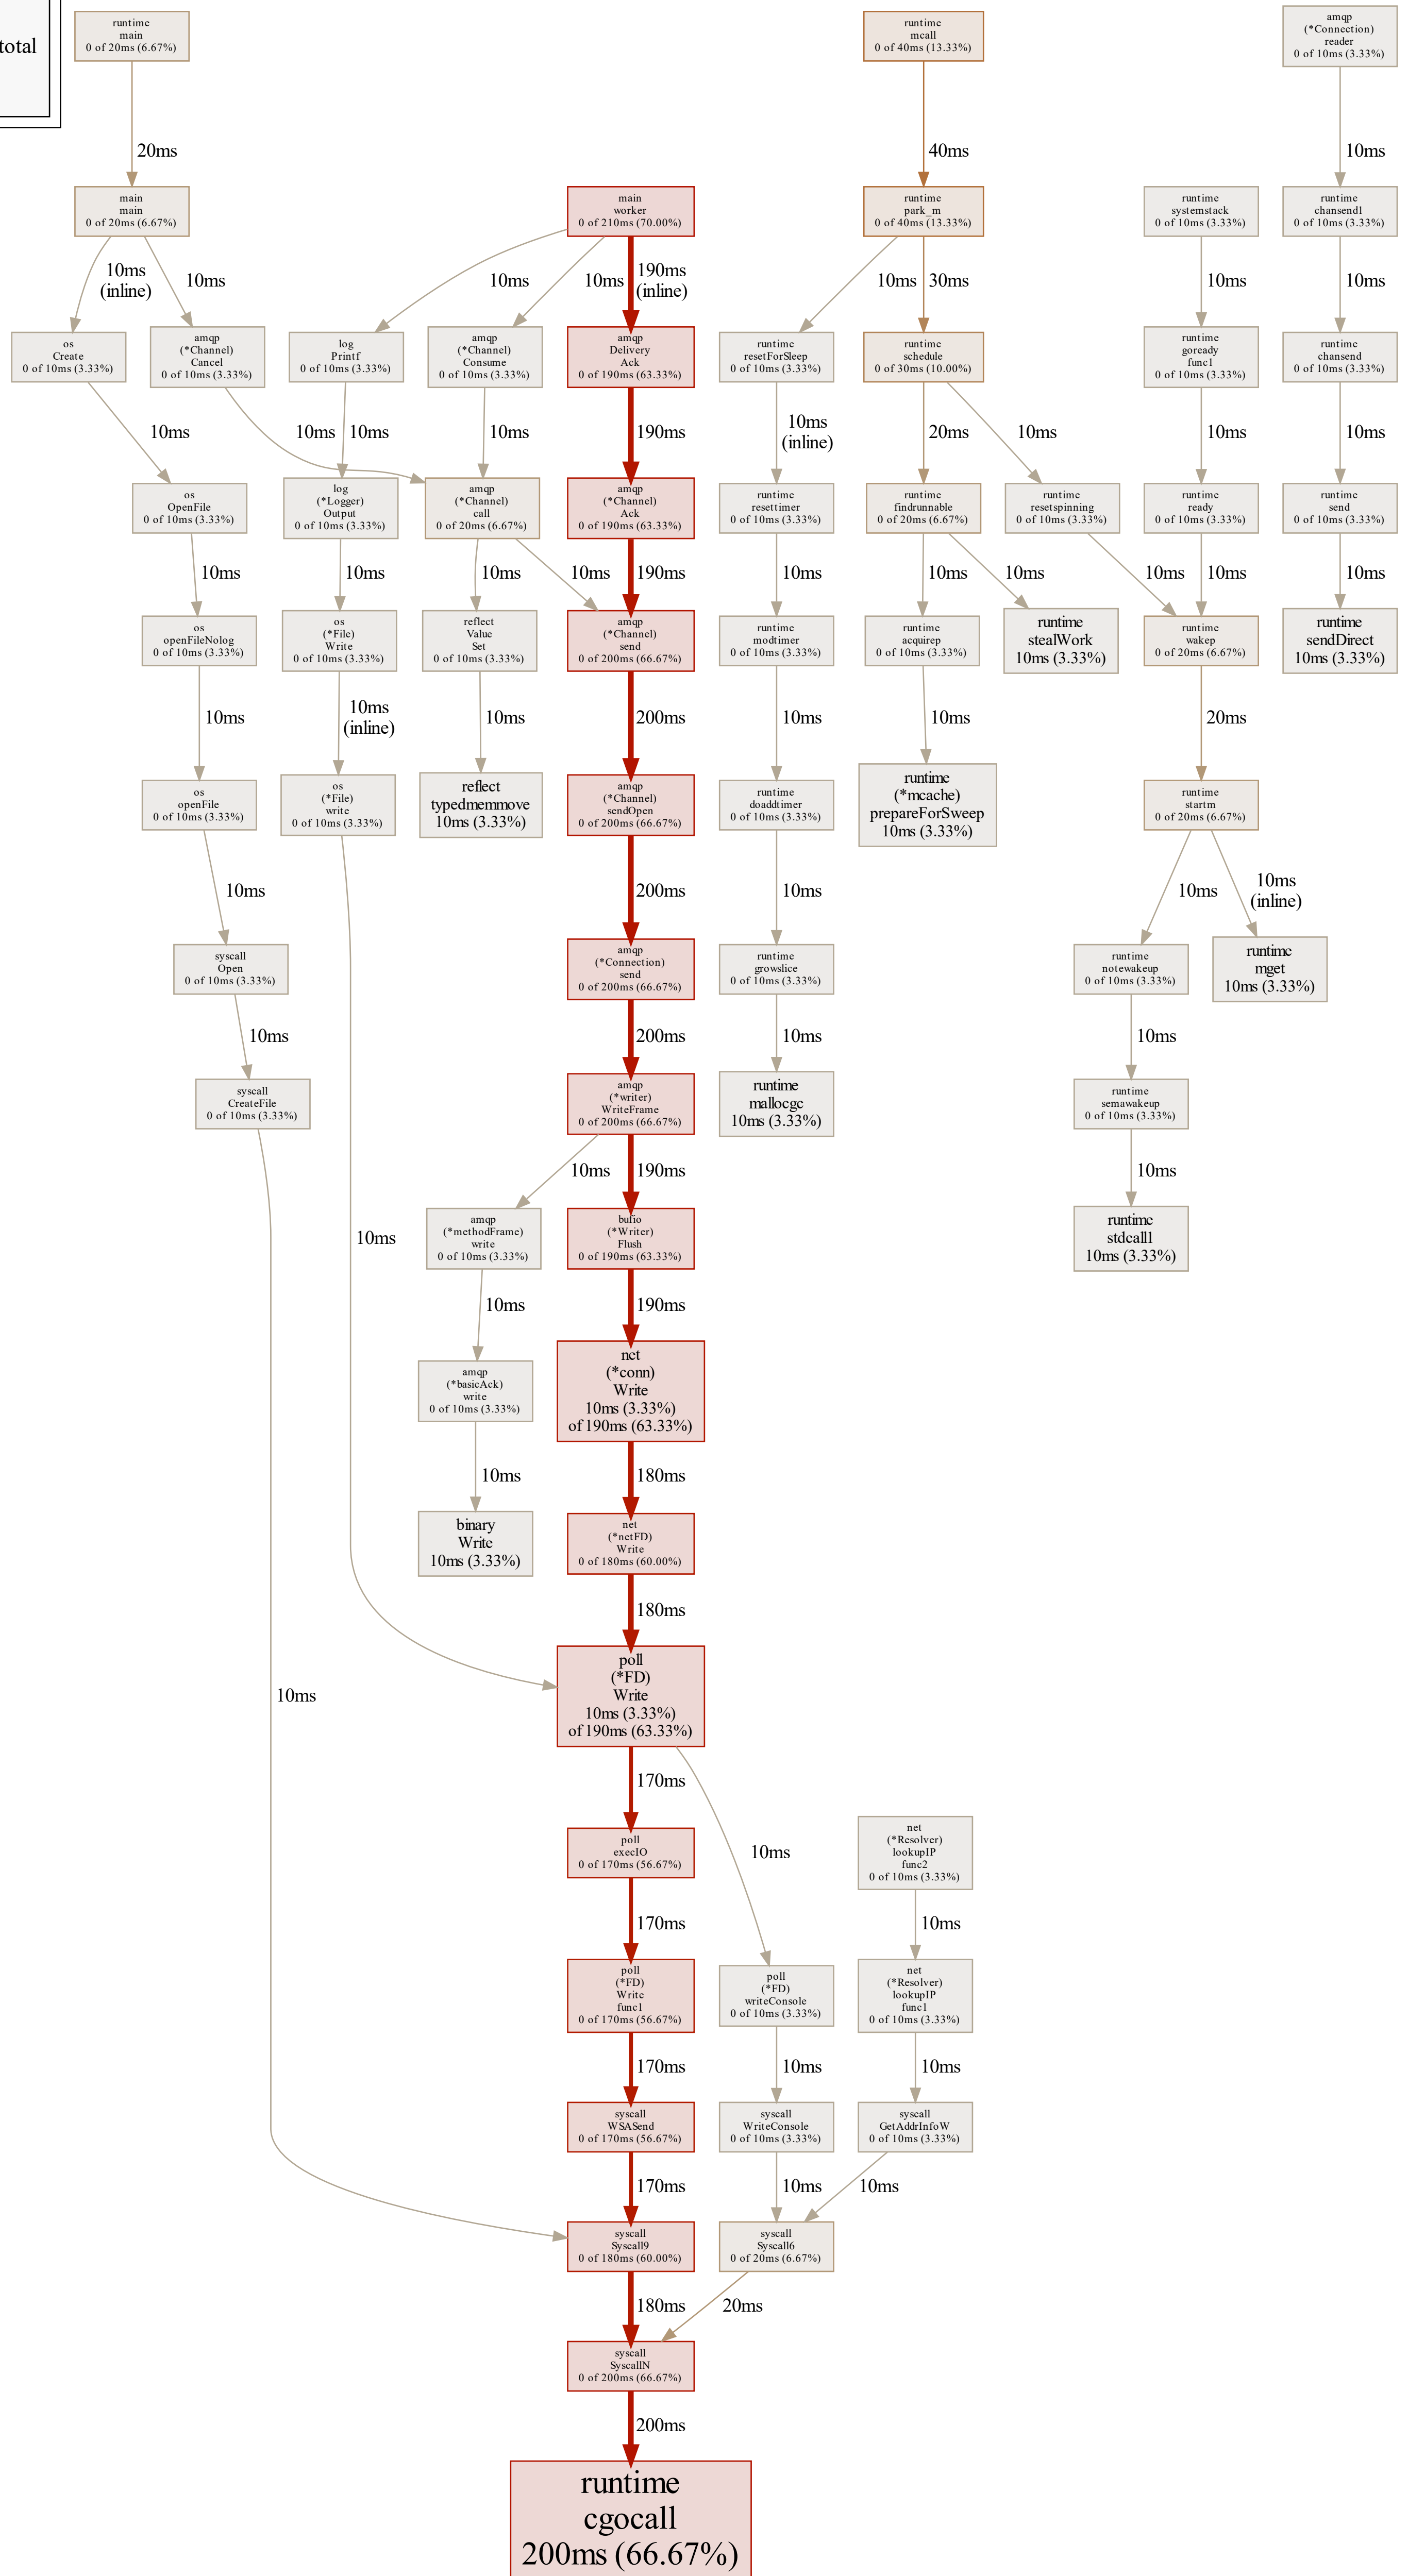 total
runtime
main
0 of 20ms (6.67%)
runtime
mcall
0 of 40ms (13.33%)
amqp
(*Connection)
reader
0 of 10ms (3.33%)
20ms
40ms
10ms
main
main
0 of 20ms (6.67%)
main
worker
0 of 210ms (70.00%)
runtime
park_m
0 of 40ms (13.33%)
runtime
systemstack
0 of 10ms (3.33%)
runtime
chansend1
0 of 10ms (3.33%)
10ms
(inline)
10ms
10ms
10ms
190ms
(inline)
10ms
30ms
10ms
10ms
os
Create
0 of 10ms (3.33%)
amqp
(*Channel)
Cancel
0 of 10ms (3.33%)
log
Printf
0 of 10ms (3.33%)
amqp
(*Channel)
Consume
0 of 10ms (3.33%)
amqp
Delivery
Ack
0 of 190ms (63.33%)
runtime
resetForSleep
0 of 10ms (3.33%)
runtime
schedule
0 of 30ms (10.00%)
runtime
goready
func1
0 of 10ms (3.33%)
runtime
chansend
0 of 10ms (3.33%)
10ms
10ms
10ms
10ms
190ms
10ms
(inline)
20ms
10ms
10ms
10ms
os
OpenFile
0 of 10ms (3.33%)
log
(*Logger)
Output
0 of 10ms (3.33%)
amqp
(*Channel)
call
0 of 20ms (6.67%)
amqp
(*Channel)
Ack
0 of 190ms (63.33%)
runtime
resettimer
0 of 10ms (3.33%)
runtime
findrunnable
0 of 20ms (6.67%)
runtime
resetspinning
0 of 10ms (3.33%)
runtime
ready
0 of 10ms (3.33%)
runtime
send
0 of 10ms (3.33%)
10ms
10ms
10ms
10ms
190ms
10ms
10ms
10ms
10ms
10ms
10ms
os
openFileNolog
0 of 10ms (3.33%)
os
(*File)
Write
0 of 10ms (3.33%)
reflect
Value
Set
0 of 10ms (3.33%)
amqp
(*Channel)
send
0 of 200ms (66.67%)
runtime
modtimer
0 of 10ms (3.33%)
runtime
acquirep
0 of 10ms (3.33%)
runtime
stealWork
10ms (3.33%)
runtime
wakep
0 of 20ms (6.67%)
runtime
sendDirect
10ms (3.33%)
10ms
10ms
(inline)
10ms
200ms
10ms
10ms
20ms
os
openFile
0 of 10ms (3.33%)
os
(*File)
write
0 of 10ms (3.33%)
reflect
typedmemmove
10ms (3.33%)
amqp
(*Channel)
sendOpen
0 of 200ms (66.67%)
runtime
doaddtimer
0 of 10ms (3.33%)
runtime
(*mcache)
prepareForSweep
10ms (3.33%)
runtime
startm
0 of 20ms (6.67%)
10ms
200ms
10ms
10ms
10ms
(inline)
syscall
Open
0 of 10ms (3.33%)
amqp
(*Connection)
send
0 of 200ms (66.67%)
runtime
growslice
0 of 10ms (3.33%)
runtime
notewakeup
0 of 10ms (3.33%)
runtime
mget
10ms (3.33%)
10ms
200ms
10ms
10ms
syscall
CreateFile
0 of 10ms (3.33%)
amqp
(*writer)
WriteFrame
0 of 200ms (66.67%)
runtime
mallocgc
10ms (3.33%)
runtime
semawakeup
0 of 10ms (3.33%)
10ms
190ms
10ms
10ms
amqp
(*methodFrame)
write
0 of 10ms (3.33%)
bufio
(*Writer)
Flush
0 of 190ms (63.33%)
runtime
stdcall1
10ms (3.33%)
10ms
190ms
amqp
(*basicAck)
write
0 of 10ms (3.33%)
net
(*conn)
Write
10ms (3.33%)
of 190ms (63.33%)
10ms
180ms
binary
Write
10ms (3.33%)
net
(*netFD)
Write
0 of 180ms (60.00%)
180ms
10ms
poll
(*FD)
Write
10ms (3.33%)
of 190ms (63.33%)
170ms
10ms
poll
execIO
0 of 170ms (56.67%)
net
(*Resolver)
lookupIP
func2
0 of 10ms (3.33%)
170ms
10ms
poll
(*FD)
Write
func1
0 of 170ms (56.67%)
poll
(*FD)
writeConsole
0 of 10ms (3.33%)
net
(*Resolver)
lookupIP
func1
0 of 10ms (3.33%)
170ms
10ms
10ms
syscall
WSASend
0 of 170ms (56.67%)
syscall
WriteConsole
0 of 10ms (3.33%)
syscall
GetAddrInfoW
0 of 10ms (3.33%)
170ms
10ms
10ms
syscall
Syscall9
0 of 180ms (60.00%)
syscall
Syscall6
0 of 20ms (6.67%)
180ms
20ms
syscall
SyscallN
0 of 200ms (66.67%)
200ms
runtime
cgocall
200ms (66.67%)